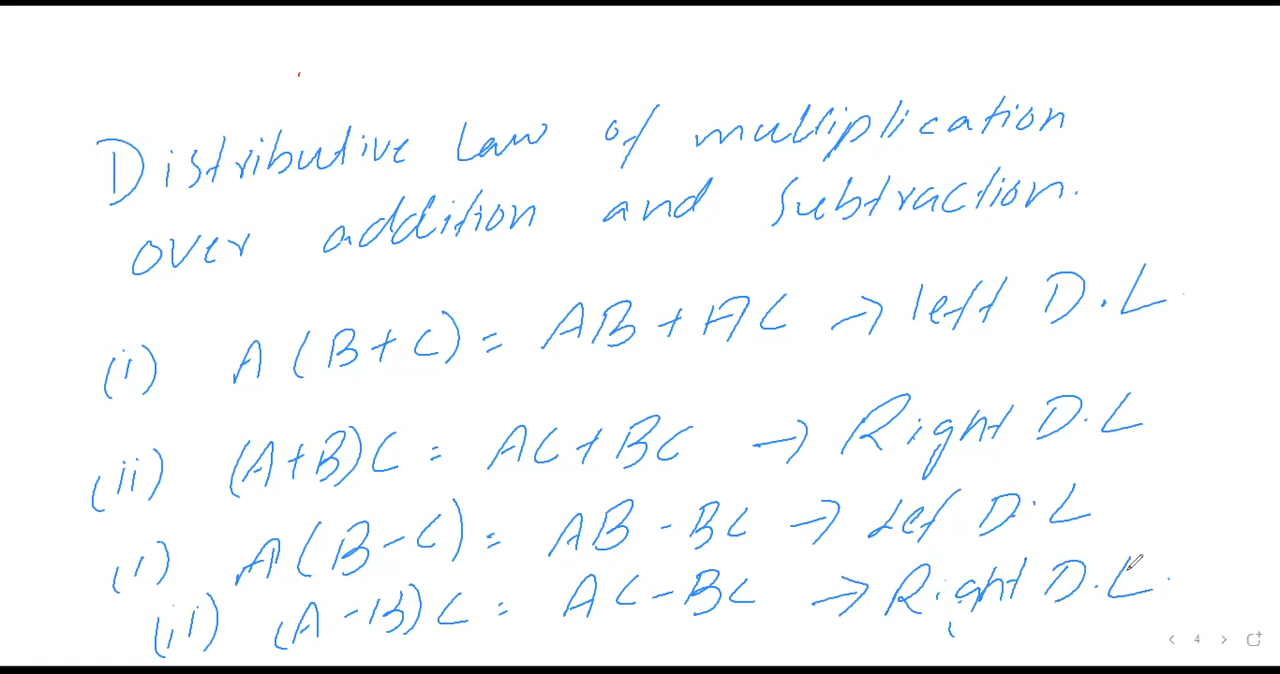 Distributive Law of multiplication
over addition and subtraction.
(i) A(B+C) = AB + AC → left D.L
(ii) (A+B)C = AC + BC → Right D.L
(i) A(B-C) = AB - BC → Lef D.L
(ii) (A-B)C = AC - BC → Right D.L.
4